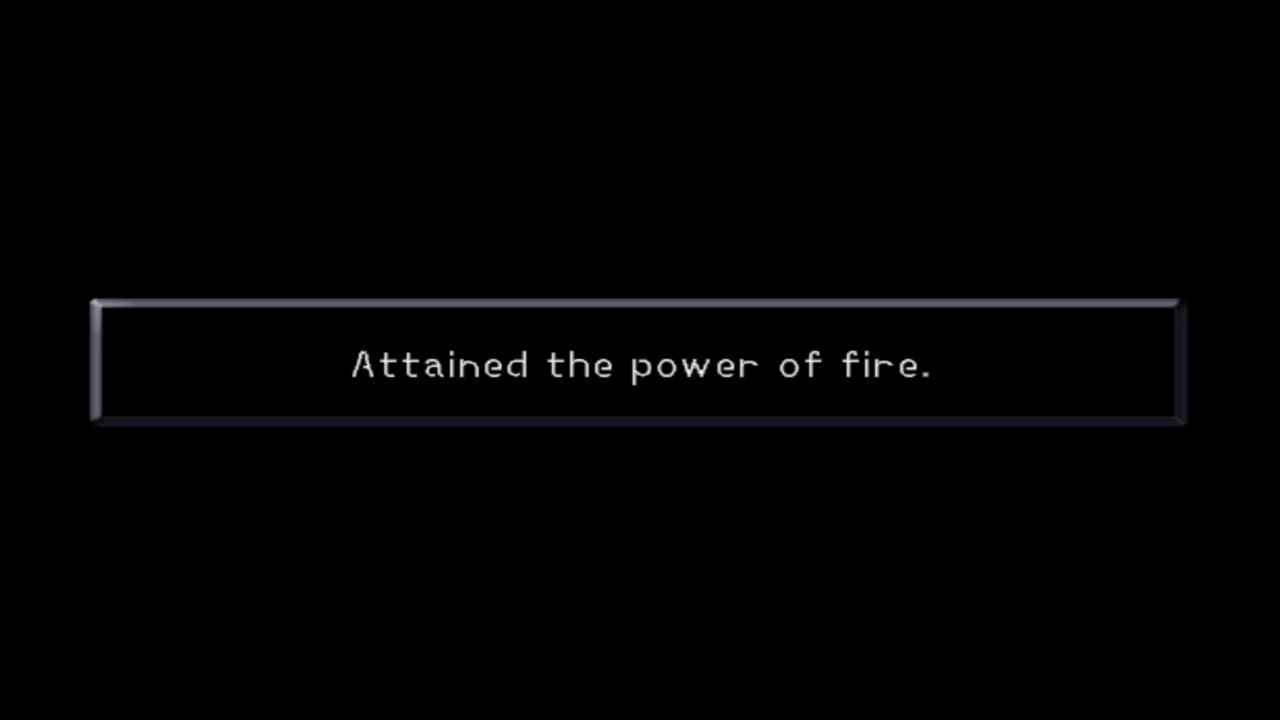 Attained the power of fire.